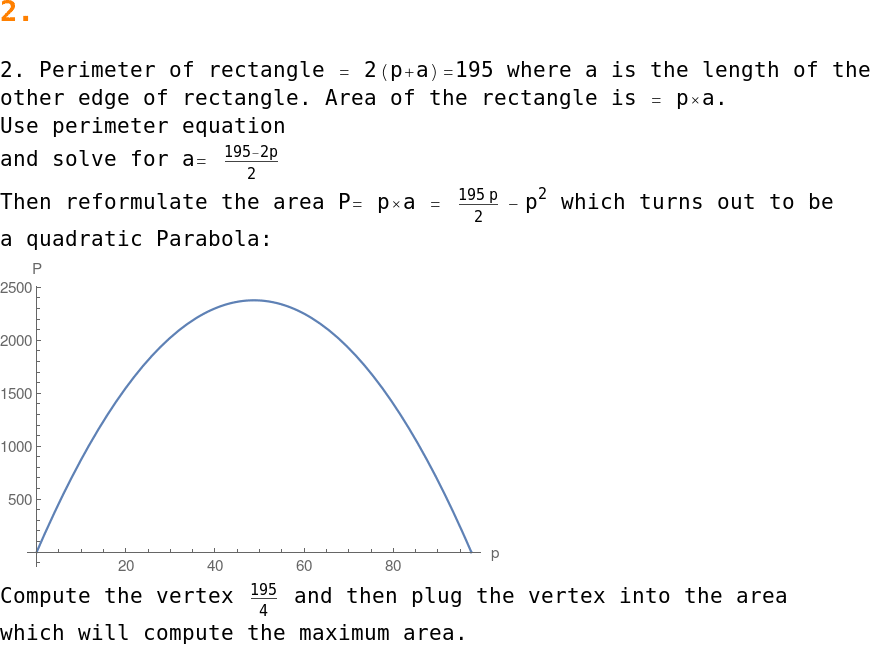 2.
2. Perimeter of rectangle = 2(p+a)=195 where a is the length of the
other edge of rectangle. Area of the rectangle is = p×a.
Use perimeter equation
and solve for a= \frac{195-2p}{2}
Then reformulate the area P= p×a = \frac{195 p}{2} - p^2 which turns out to be
a quadratic Parabola:
P
2500
2000
1500
1000
500
20 40 60 80 p
Compute the vertex \frac{195}{4} and then plug the vertex into the area
which will compute the maximum area.